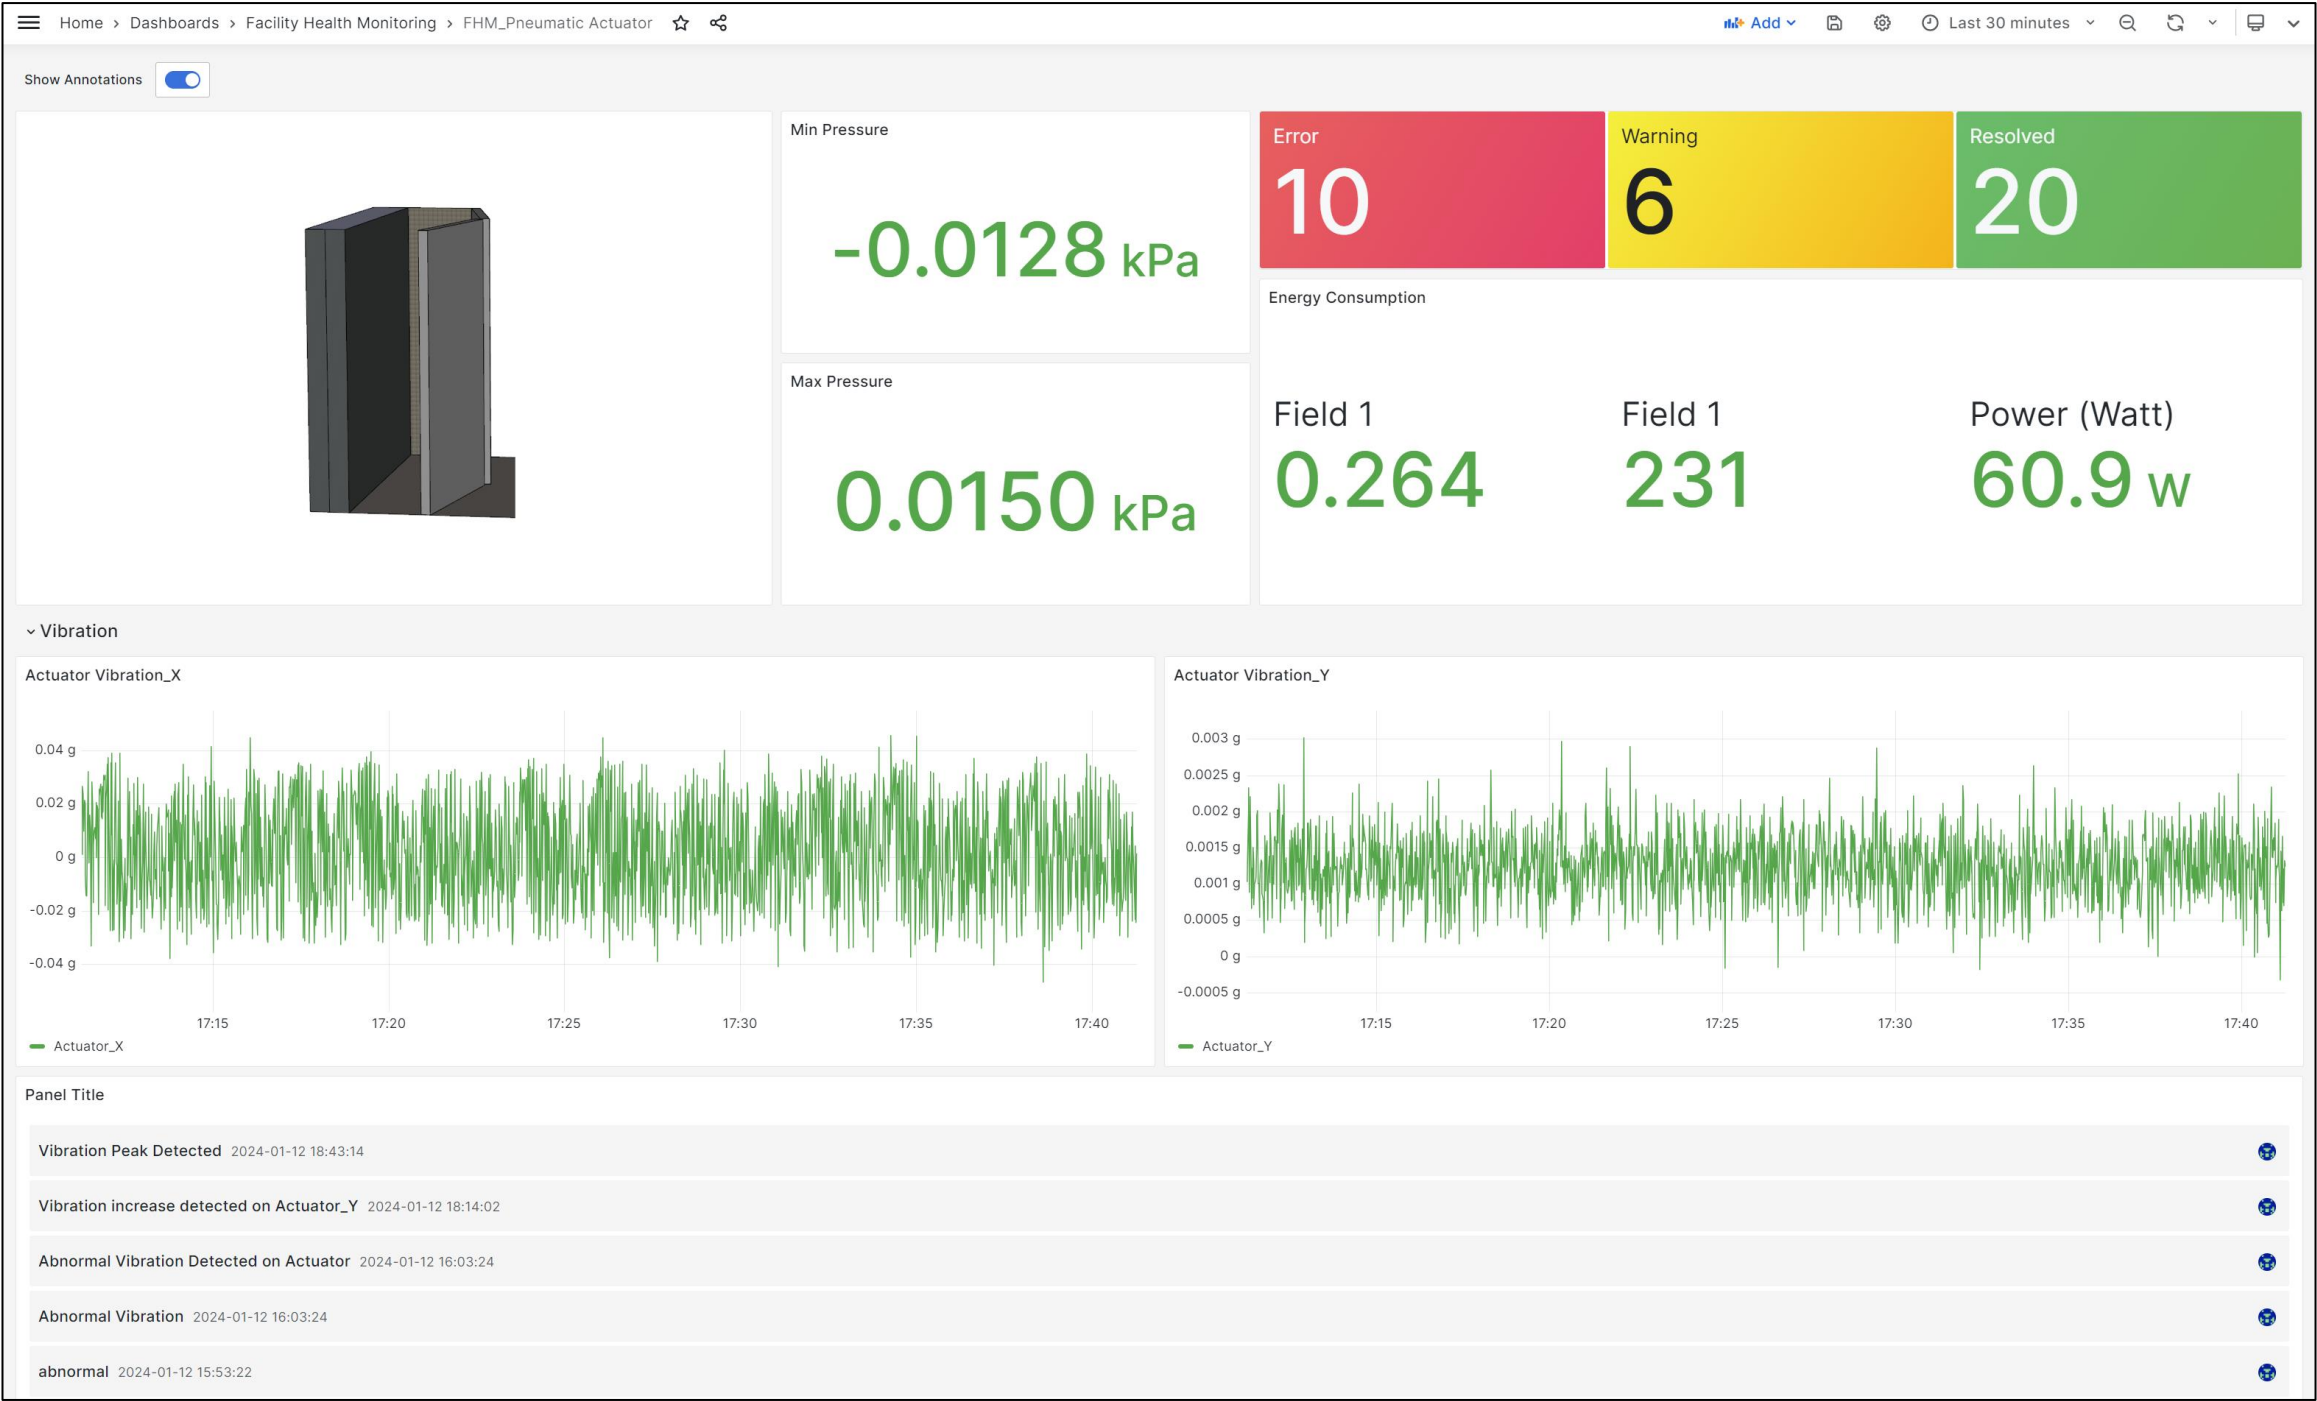 Home › Dashboards › Facility Health Monitoring › FHM_Pneumatic Actuator
Add
Last 30 minutes
Show Annotations
Min Pressure
-0.0128 kPa
Max Pressure
0.0150 kPa
Error
10
Warning
6
Resolved
20
Energy Consumption
Field 1
0.264
Field 1
231
Power (Watt)
60.9 W
Vibration
Actuator Vibration_X
0.04 g
0.02 g
0 g
-0.02 g
-0.04 g
17:15 17:20 17:25 17:30 17:35 17:40
Actuator_X
Actuator Vibration_Y
0.003 g
0.0025 g
0.002 g
0.0015 g
0.001 g
0.0005 g
0 g
-0.0005 g
17:15 17:20 17:25 17:30 17:35 17:40
Actuator_Y
Panel Title
Vibration Peak Detected 2024-01-12 18:43:14
Vibration increase detected on Actuator_Y 2024-01-12 18:14:02
Abnormal Vibration Detected on Actuator 2024-01-12 16:03:24
Abnormal Vibration 2024-01-12 16:03:24
abnormal 2024-01-12 15:53:22